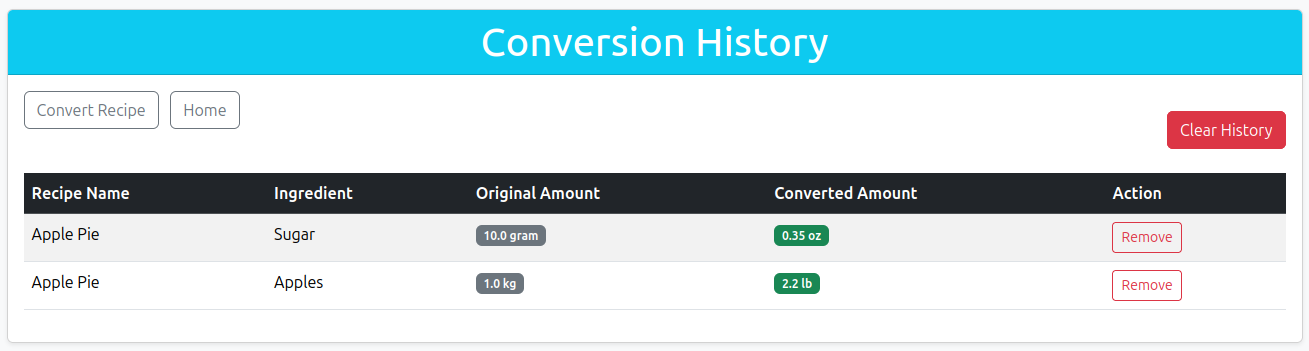 Conversion History
Convert Recipe Home
Clear History
Recipe Name Ingredient Original Amount Converted Amount Action
Apple Pie Sugar 10.0 gram 0.35 oz Remove
Apple Pie Apples 1.0 kg 2.2 lb Remove